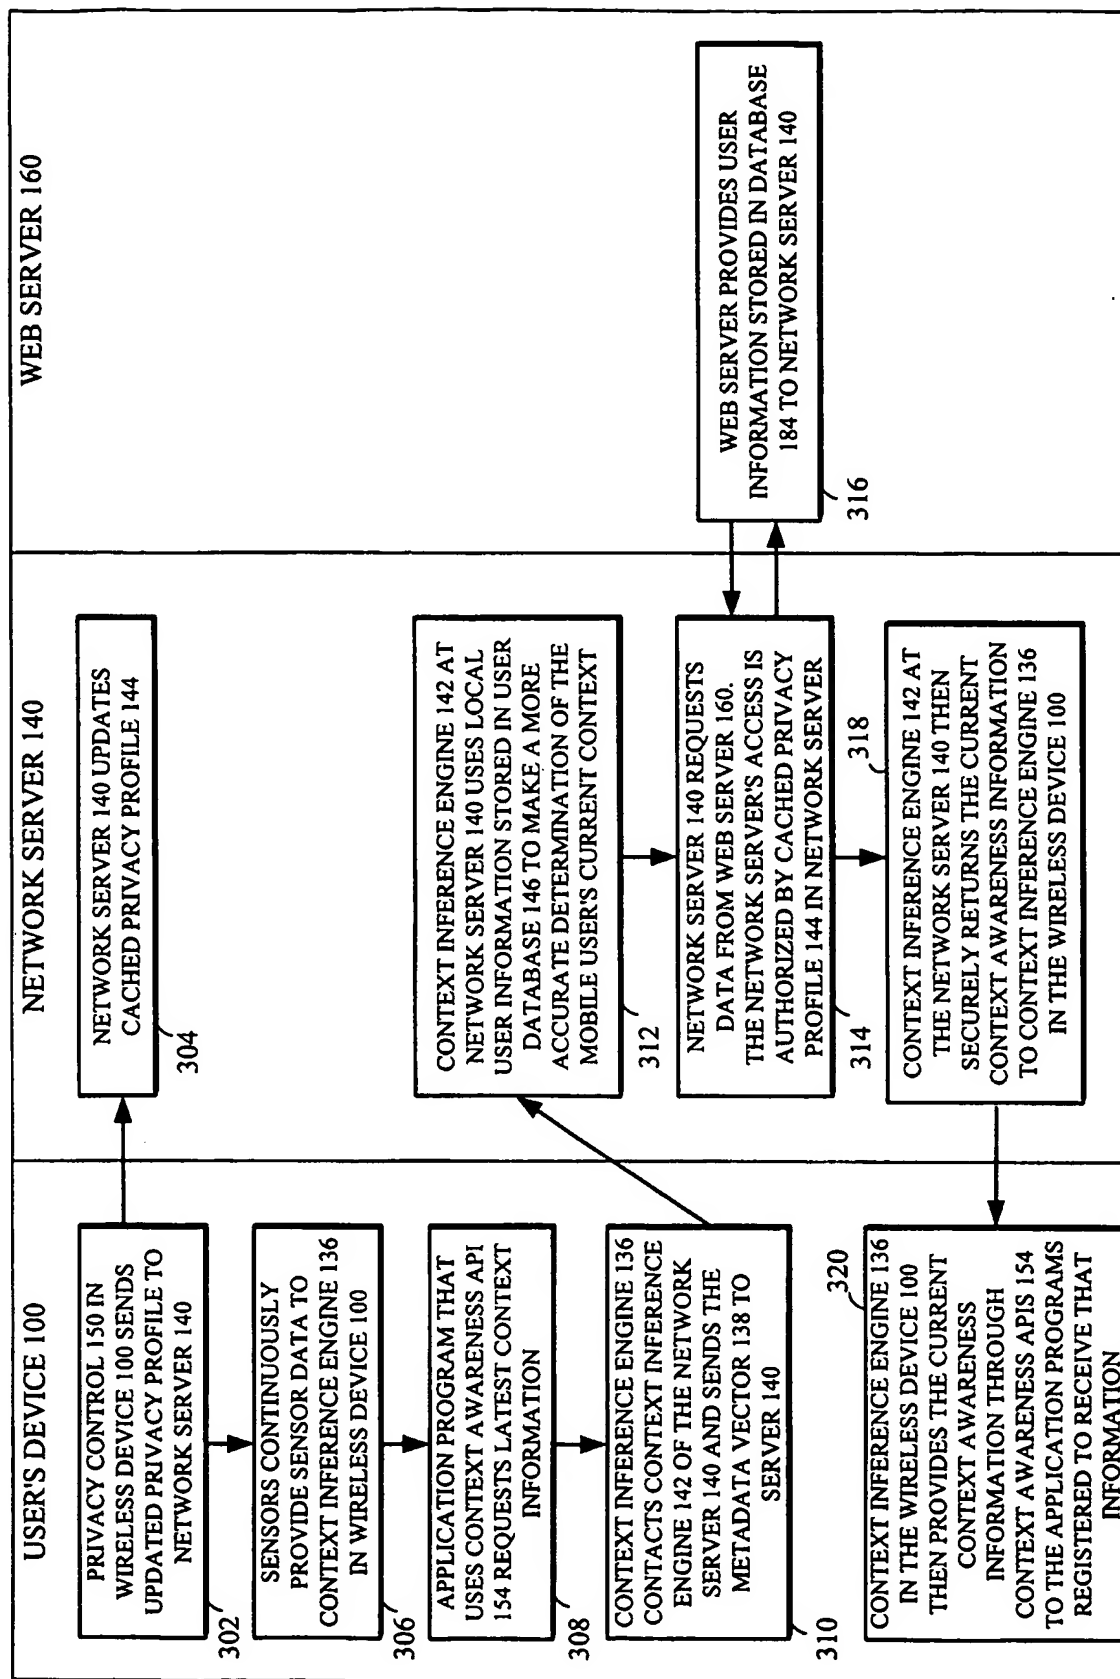 USER'S DEVICE 100
NETWORK SERVER 140
WEB SERVER 160
PRIVACY CONTROL 150 IN
WIRELESS DEVICE 100 SENDS
UPDATED PRIVACY PROFILE TO
NETWORK SERVER 140
302
NETWORK SERVER 140 UPDATES
CACHED PRIVACY PROFILE 144
304
SENSORS CONTINUOUSLY
PROVIDE SENSOR DATA TO
CONTEXT INFERENCE ENGINE 136
IN WIRELESS DEVICE 100
306
APPLICATION PROGRAM THAT
USES CONTEXT AWARENESS API
154 REQUESTS LATEST CONTEXT
INFORMATION
308
CONTEXT INFERENCE ENGINE 136
CONTACTS CONTEXT INFERENCE
ENGINE 142 OF THE NETWORK
SERVER 140 AND SENDS THE
METADATA VECTOR 138 TO
SERVER 140
310
CONTEXT INFERENCE ENGINE 142 AT
NETWORK SERVER 140 USES LOCAL
USER INFORMATION STORED IN USER
DATABASE 146 TO MAKE A MORE
ACCURATE DETERMINATION OF THE
MOBILE USER'S CURRENT CONTEXT
312
NETWORK SERVER 140 REQUESTS
DATA FROM WEB SERVER 160.
THE NETWORK SERVER'S ACCESS IS
AUTHORIZED BY CACHED PRIVACY
PROFILE 144 IN NETWORK SERVER
314
WEB SERVER PROVIDES USER
INFORMATION STORED IN DATABASE
184 TO NETWORK SERVER 140
316
318
CONTEXT INFERENCE ENGINE 142 AT
THE NETWORK SERVER 140 THEN
SECURELY RETURNS THE CURRENT
CONTEXT AWARENESS INFORMATION
TO CONTEXT INFERENCE ENGINE 136
IN THE WIRELESS DEVICE 100
320
CONTEXT INFERENCE ENGINE 136
IN THE WIRELESS DEVICE 100
THEN PROVIDES THE CURRENT
CONTEXT AWARENESS
INFORMATION THROUGH
CONTEXT AWARENESS APIS 154
TO THE APPLICATION PROGRAMS
REGISTERED TO RECEIVE THAT
INFORMATION